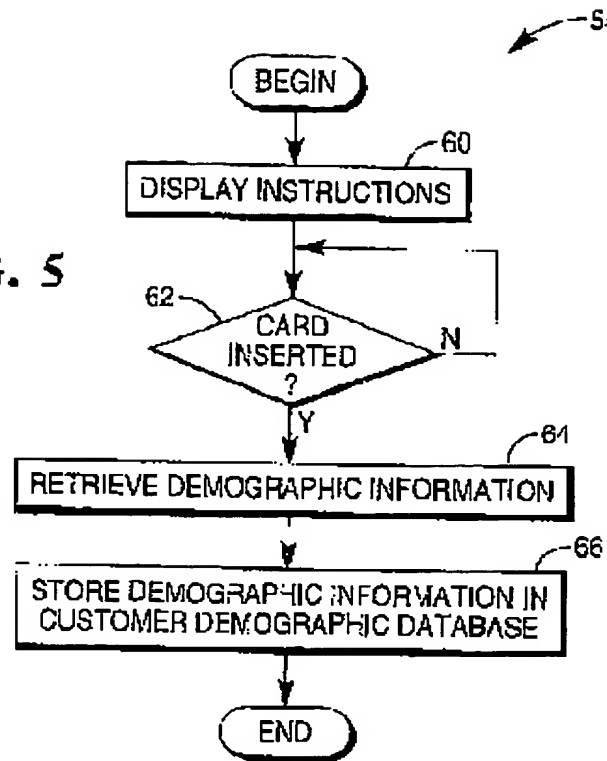 BEGIN
60
DISPLAY INSTRUCTIONS
. 5
62
CARD
INSERTED
?
N
Y
64
RETRIEVE DEMOGRAPHIC INFORMATION
66
STORE DEMOGRAPHIC INFORMATION IN
CUSTOMER DEMOGRAPHIC DATABASE
END